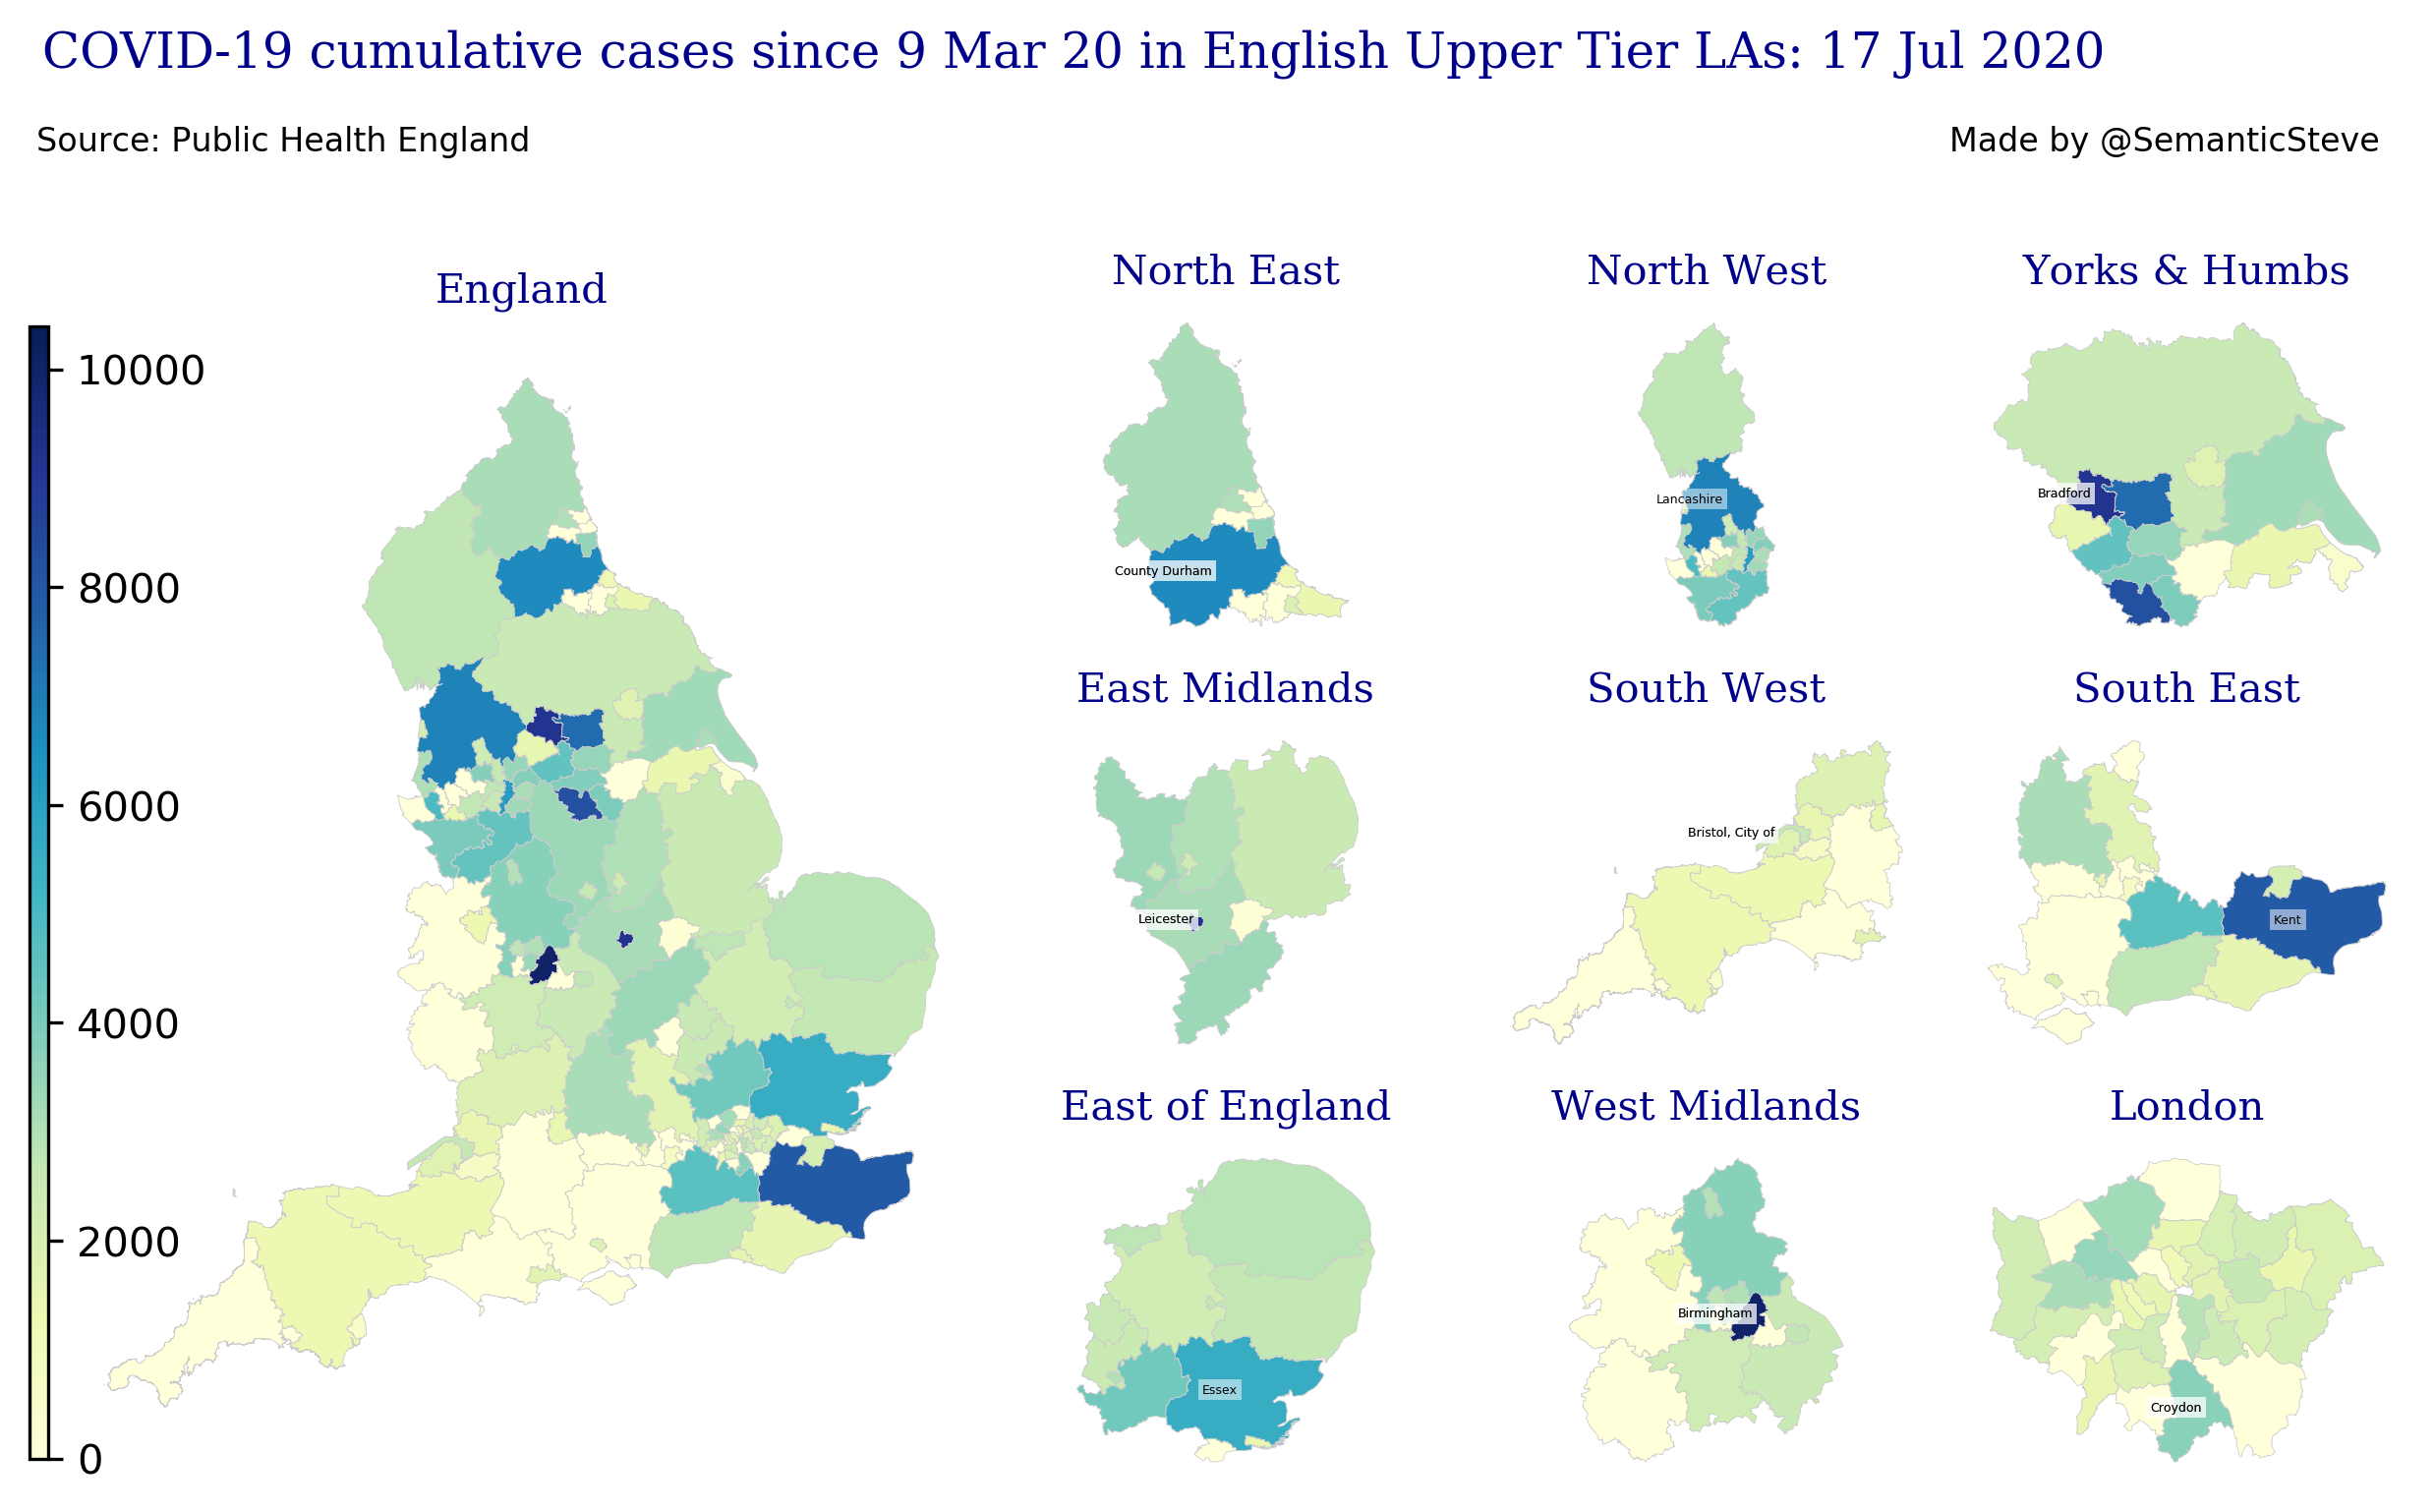 COVID-19 cumulative cases since 9 Mar 20 in English Upper Tier LAs: 17 Jul 2020
Source: Public Health England
Made by @SemanticSteve
England
10000
8000
6000
4000
2000
0
North East
County Durham
North West
Lancashire
Yorks & Humbs
Bradford
East Midlands
Leicester
South West
Bristol, City of
South East
Kent
East of England
Essex
West Midlands
Birmingham
London
Croydon